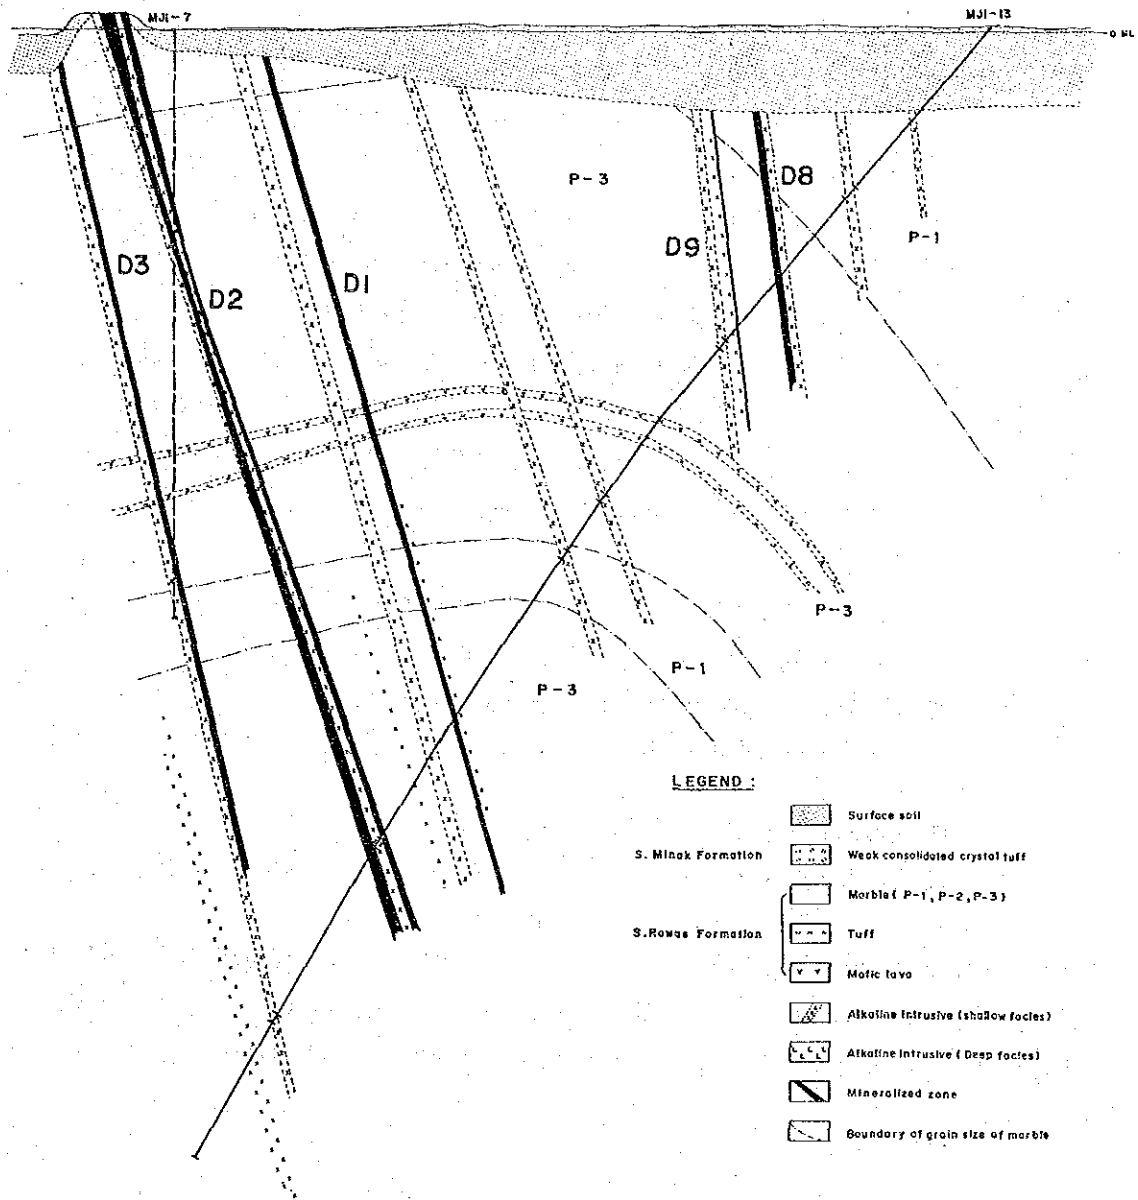 MJI-7
MJI-13
0 ML
P-3
D8
D9
P-1
D3
D2
D1
P-3
P-1
P-3
LEGEND :
Surface soil
S. Minak Formation
Weak consolidated crystal tuff
Marble ( P-1, P-2, P-3 )
S. Rawas Formation
Tuff
Mafic lava
Alkaline Intrusive (shallow facies)
Alkaline Intrusive ( Deep facies)
Mineralized zone
Boundary of grain size of marble